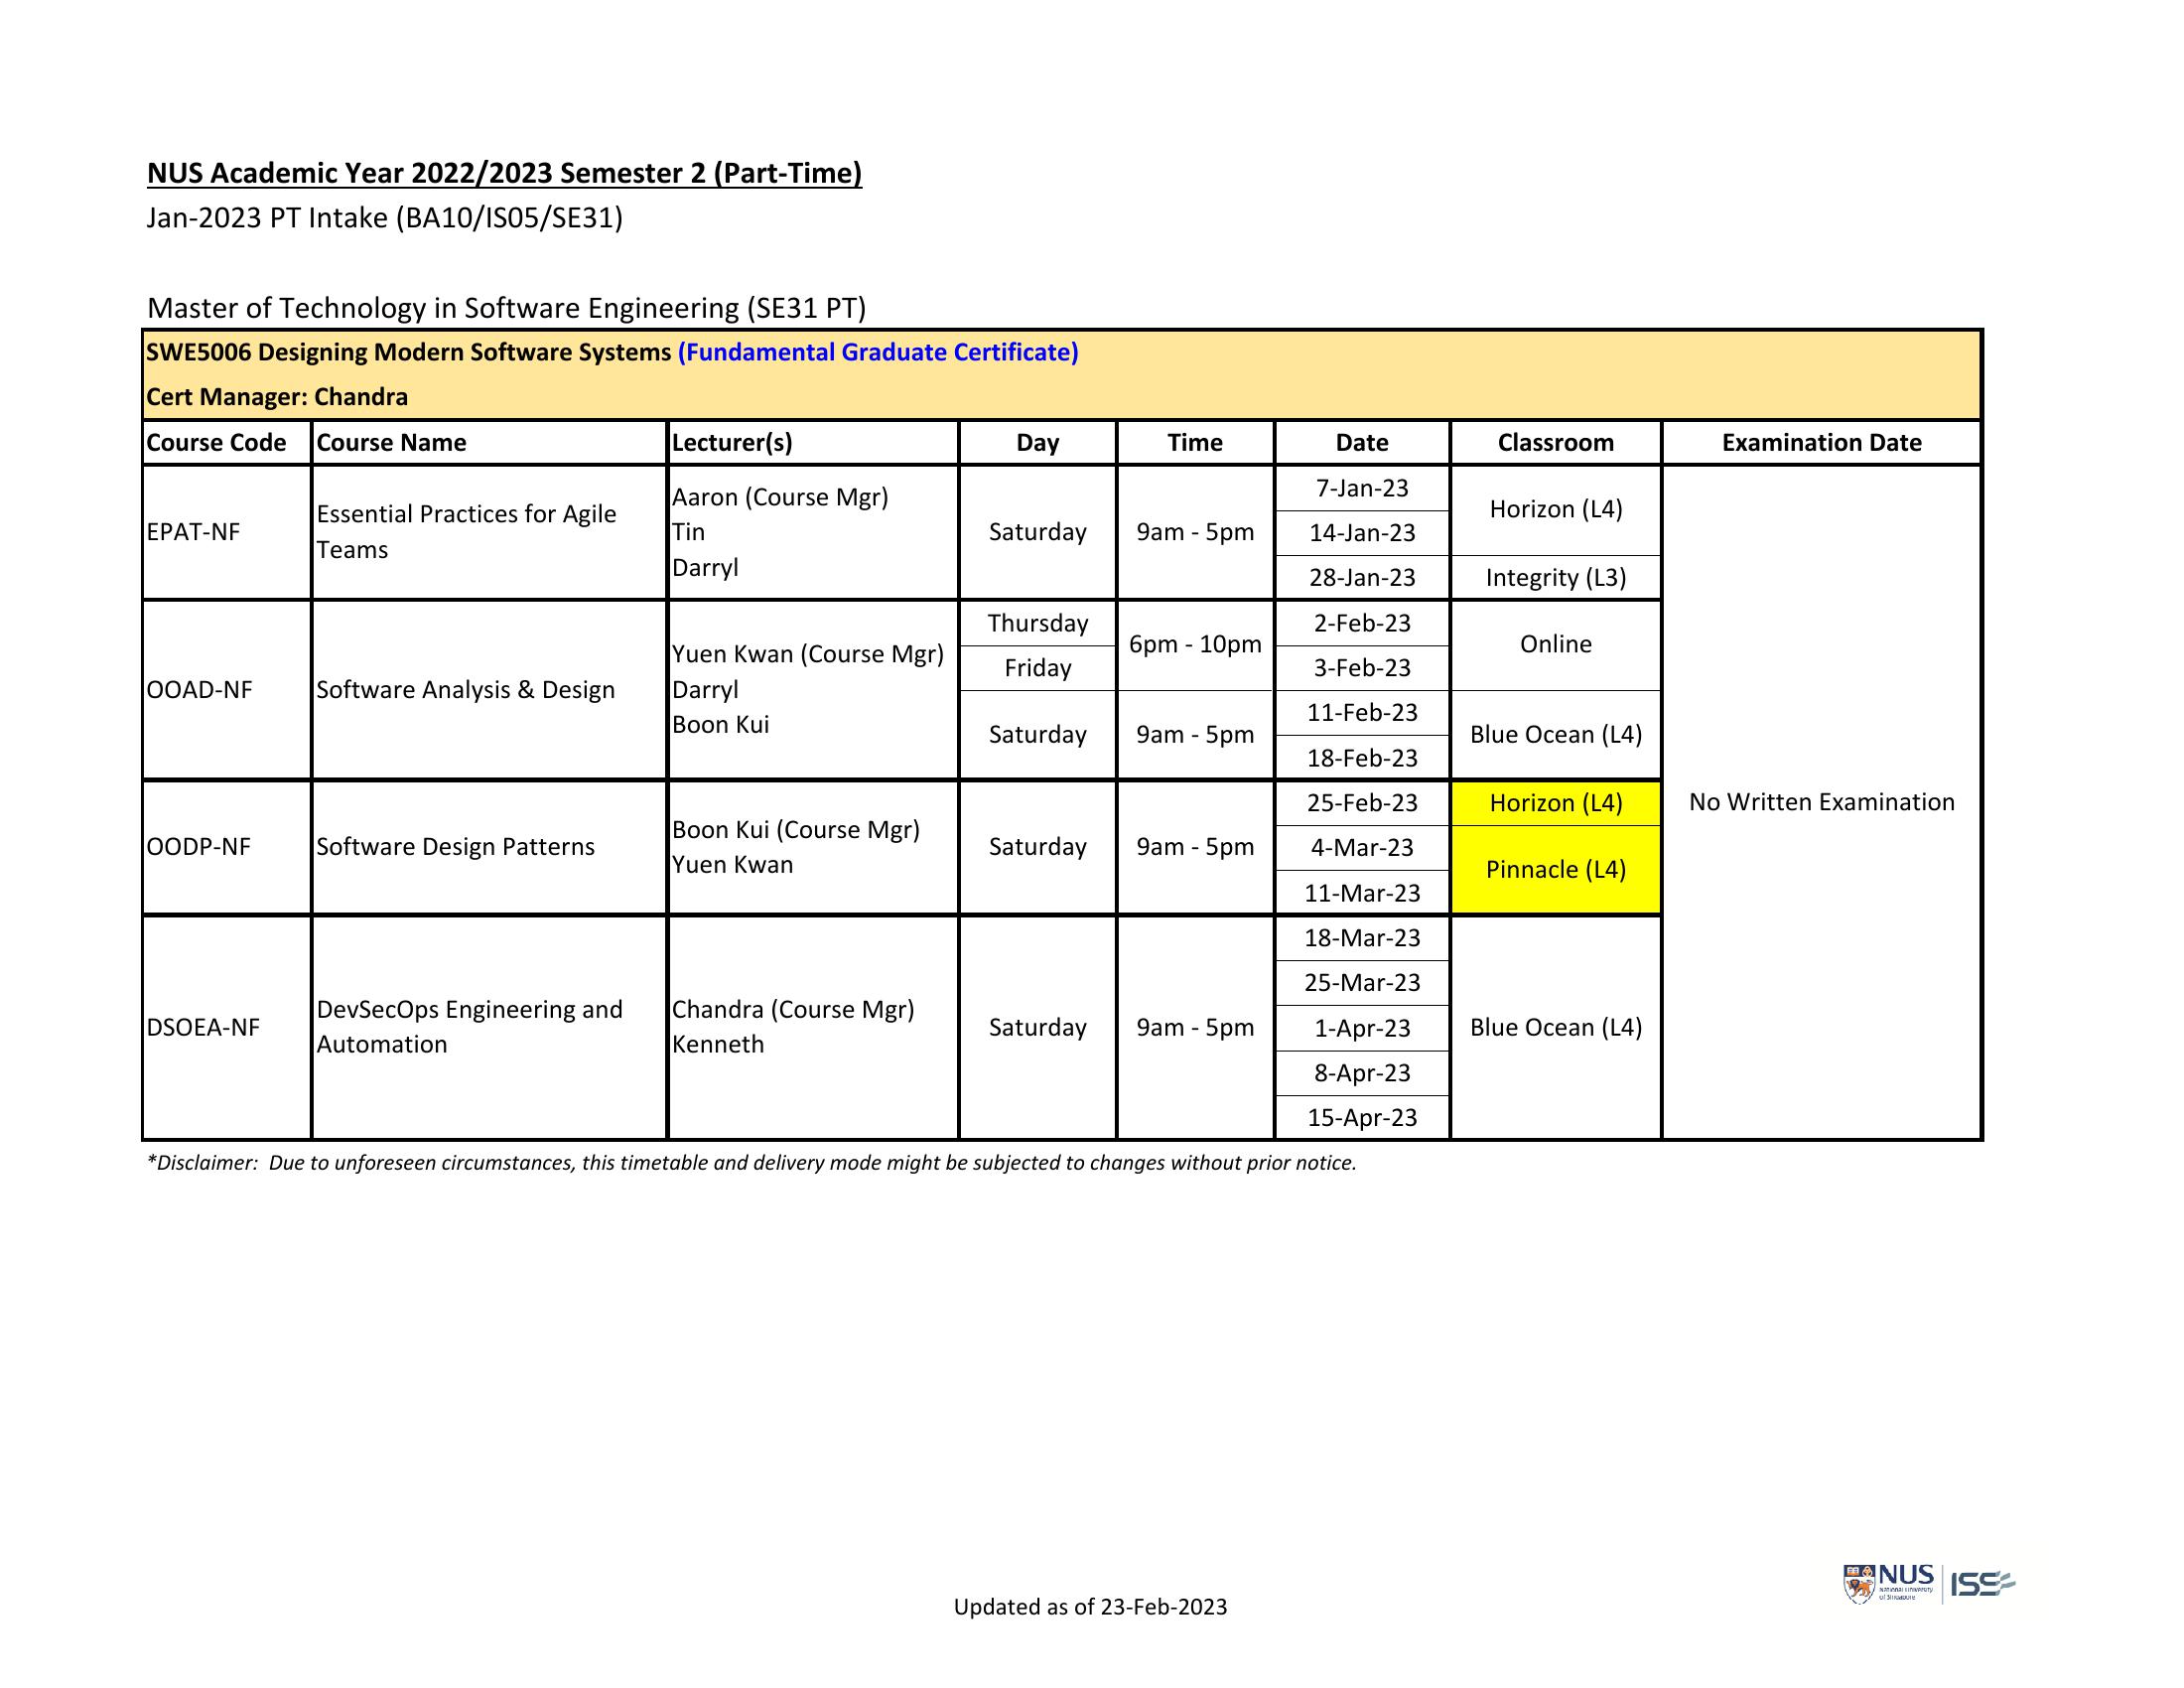 NUS Academic Year 2022/2023 Semester 2 (Part-Time)
Jan-2023 PT Intake (BA10/IS05/SE31)
Master of Technology in Software Engineering (SE31 PT)
SWE5006 Designing Modern Software Systems (Fundamental Graduate Certificate)
Cert Manager: Chandra
Course Code Course Name Lecturer(s) Day Time Date Classroom Examination Date
EPAT-NF
Essential Practices for Agile
Teams
Aaron (Course Mgr)
Tin
Darryl
Saturday
9am - 5pm
7-Jan-23
14-Jan-23
28-Jan-23
Horizon (L4)
Integrity (L3)
OOAD-NF
Software Analysis & Design
Yuen Kwan (Course Mgr)
Darryl
Boon Kui
Thursday
Friday
Saturday
6pm - 10pm
9am - 5pm
2-Feb-23
3-Feb-23
11-Feb-23
18-Feb-23
Online
Blue Ocean (L4)
OODP-NF
Software Design Patterns
Boon Kui (Course Mgr)
Yuen Kwan
Saturday
9am - 5pm
25-Feb-23
4-Mar-23
11-Mar-23
Horizon (L4)
Pinnacle (L4)
DSOEA-NF
DevSecOps Engineering and
Automation
Chandra (Course Mgr)
Kenneth
Saturday
9am - 5pm
18-Mar-23
25-Mar-23
1-Apr-23
8-Apr-23
15-Apr-23
Blue Ocean (L4)
No Written Examination
*Disclaimer: Due to unforeseen circumstances, this timetable and delivery mode might be subjected to changes without prior notice.
Updated as of 23-Feb-2023
NUS
National University
of Singapore
ISS